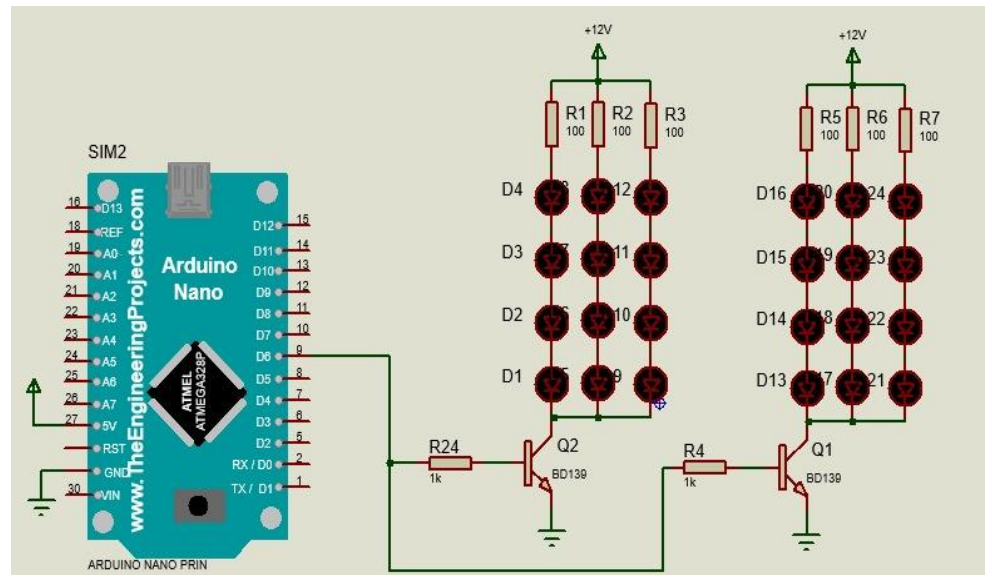 +12V
+12V
R1
100
R2
100
R3
100
R5
100
R6
100
R7
100
SIM2
D4
12
D16
20
24
D3
11
D15
19
23
D2
10
D14
18
22
D1
9
D13
17
21
www.TheEngineeringProjects.com
Arduino
Nano
ATMEL
ATMEGA328P
16 D13
18 REF
19 A0
20 A1
21 A2
22 A3
23 A4
24 A5
25 A6
26 A7
27 5V
RST
GND
30 VIN
D12 15
D11 14
D10 13
D9 12
D8 11
D7 10
D6 9
D5 8
D4 7
D3 6
D2 5
RX / D0 2
TX / D1 1
ARDUINO NANO PRIN
R24
1k
Q2
BD139
R4
1k
Q1
BD139